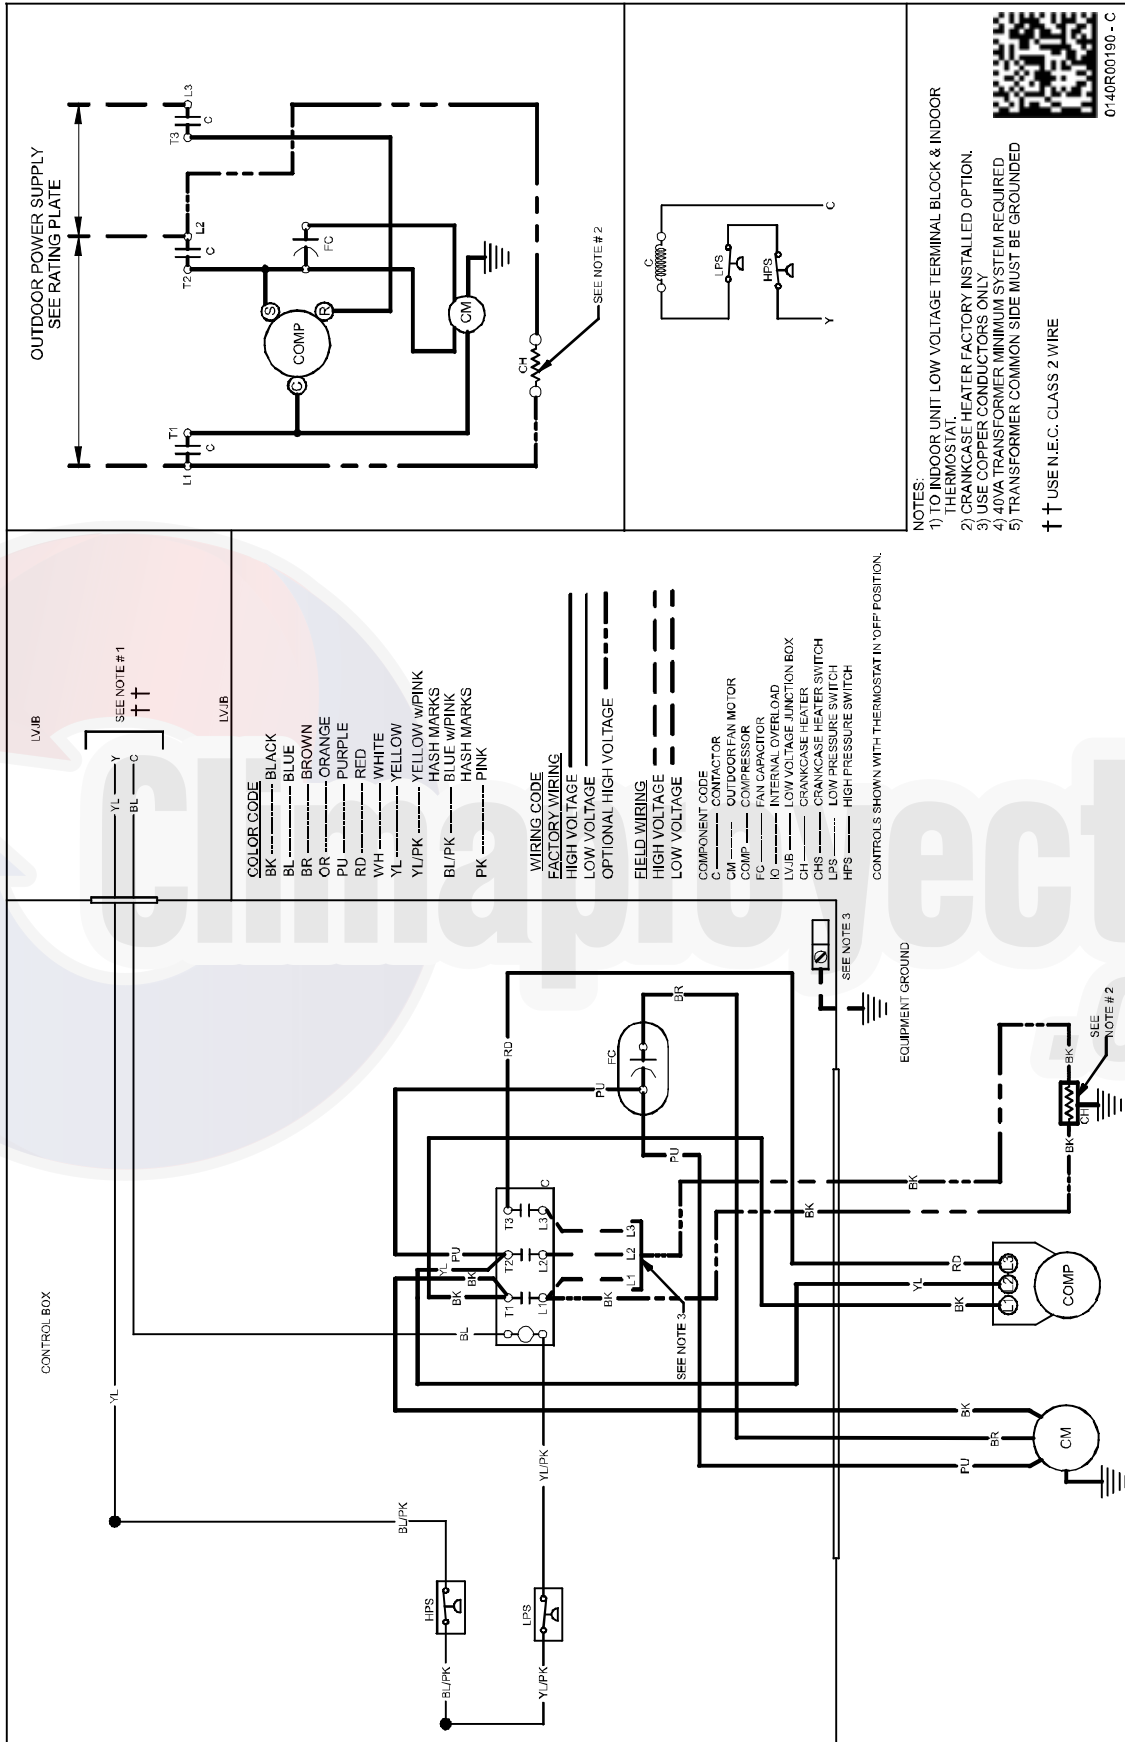 OUTDOOR POWER SUPPLY
SEE RATING PLATE
L1
T1
C
T2
L2
C
T3
L3
C
S
R
C
COMP
FC
CM
CH
SEE NOTE # 2
C
LPS
HPS
Y
C
NOTES:
1) TO INDOOR UNIT LOW VOLTAGE TERMINAL BLOCK & INDOOR
THERMOSTAT.
2) CRANKCASE HEATER FACTORY INSTALLED OPTION.
3) USE COPPER CONDUCTORS ONLY
4) 40VA TRANSFORMER MINIMUM SYSTEM REQUIRED
5) TRANSFORMER COMMON SIDE MUST BE GROUNDED
†† USE N.E.C. CLASS 2 WIRE
0140R00190 - C
LVJB
SEE NOTE # 1
††
YL
Y
BL
C
LVJB
COLOR CODE
BK BLACK
BL BLUE
BR BROWN
OR ORANGE
PU PURPLE
RD RED
WH WHITE
YL YELLOW
YL/PK YELLOW W/PINK
HASH MARKS
BL/PK BLUE W/PINK
HASH MARKS
PK PINK
WIRING CODE
FACTORY WIRING
HIGH VOLTAGE
LOW VOLTAGE
OPTIONAL HIGH VOLTAGE
FIELD WIRING
HIGH VOLTAGE
LOW VOLTAGE
COMPONENT CODE
C CONTACTOR
CM OUTDOOR FAN MOTOR
COMP COMPRESSOR
FC FAN CAPACITOR
IO INTERNAL OVERLOAD
LVJB LOW VOLTAGE JUNCTION BOX
CH CRANKCASE HEATER
CHS CRANKCASE HEATER SWITCH
LPS LOW PRESSURE SWITCH
HPS HIGH PRESSURE SWITCH
CONTROLS SHOWN WITH THERMOSTAT IN "OFF" POSITION.
Climaproyect
CONTROL BOX
YL
BL
BL/PK
HPS
BL/PK
LPS
YL/PK
YL/PK
RD
PU
FC
BR
PU
PU
YL
BK
BK
T1
T2
T3
L1
L2
L3
C
BK
L1
L2
L3
SEE NOTE 3
SEE NOTE 3
EQUIPMENT GROUND
BK
BK
BK
BK
CH
SEE
NOTE # 2
RD
YL
BK
L1
L2
L3
COMP
BK
BR
PU
CM